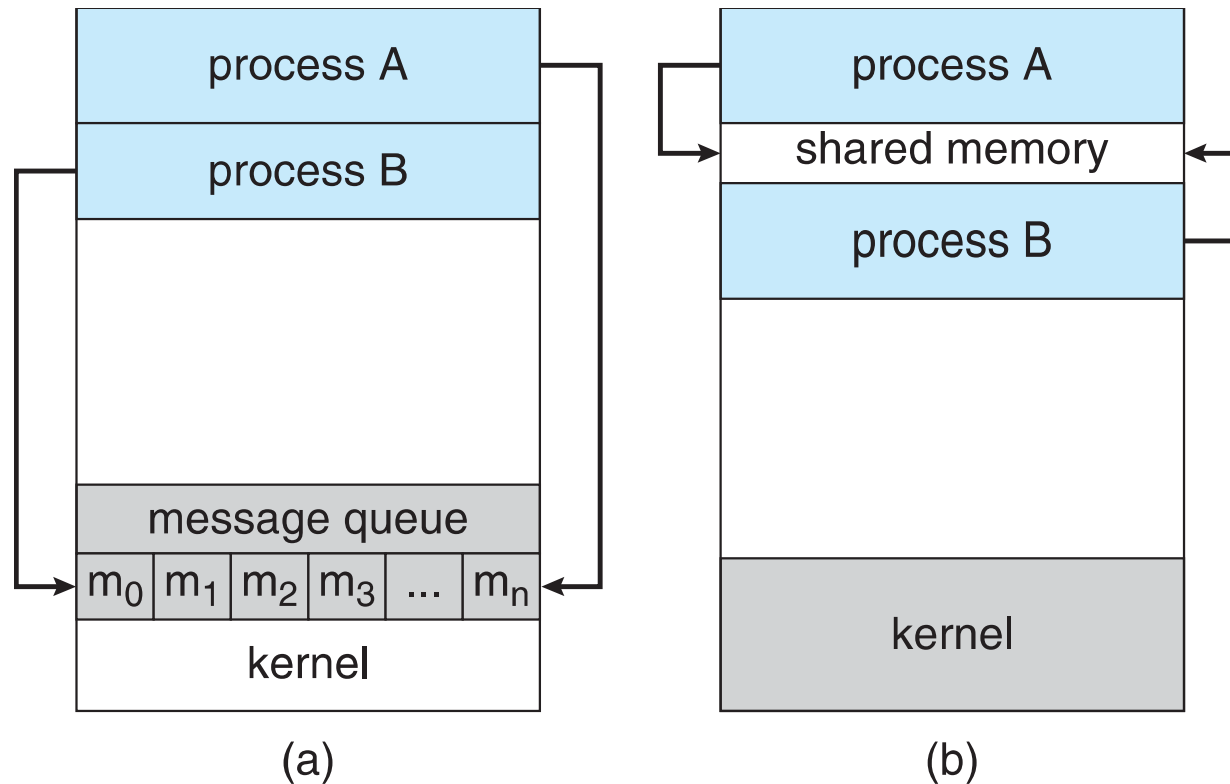 process A
process B
message queue
m0 m1 m2 m3 ... mn
kernel
(a)
process A
shared memory
process B
kernel
(b)